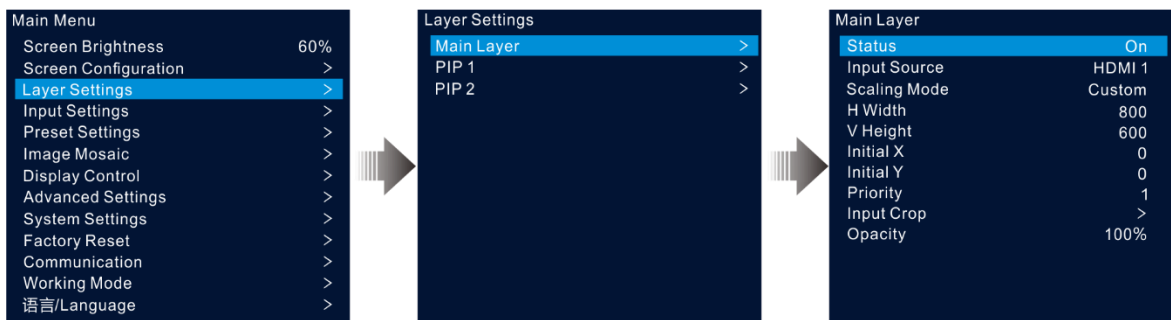 Main Menu
Screen Brightness 60%
Screen Configuration >
Layer Settings >
Input Settings >
Preset Settings >
Image Mosaic >
Display Control >
Advanced Settings >
System Settings >
Factory Reset >
Communication >
Working Mode >
语言/Language >
Layer Settings
Main Layer >
PIP 1 >
PIP 2 >
Main Layer
Status On
Input Source HDMI 1
Scaling Mode Custom
H Width 800
V Height 600
Initial X 0
Initial Y 0
Priority 1
Input Crop >
Opacity 100%